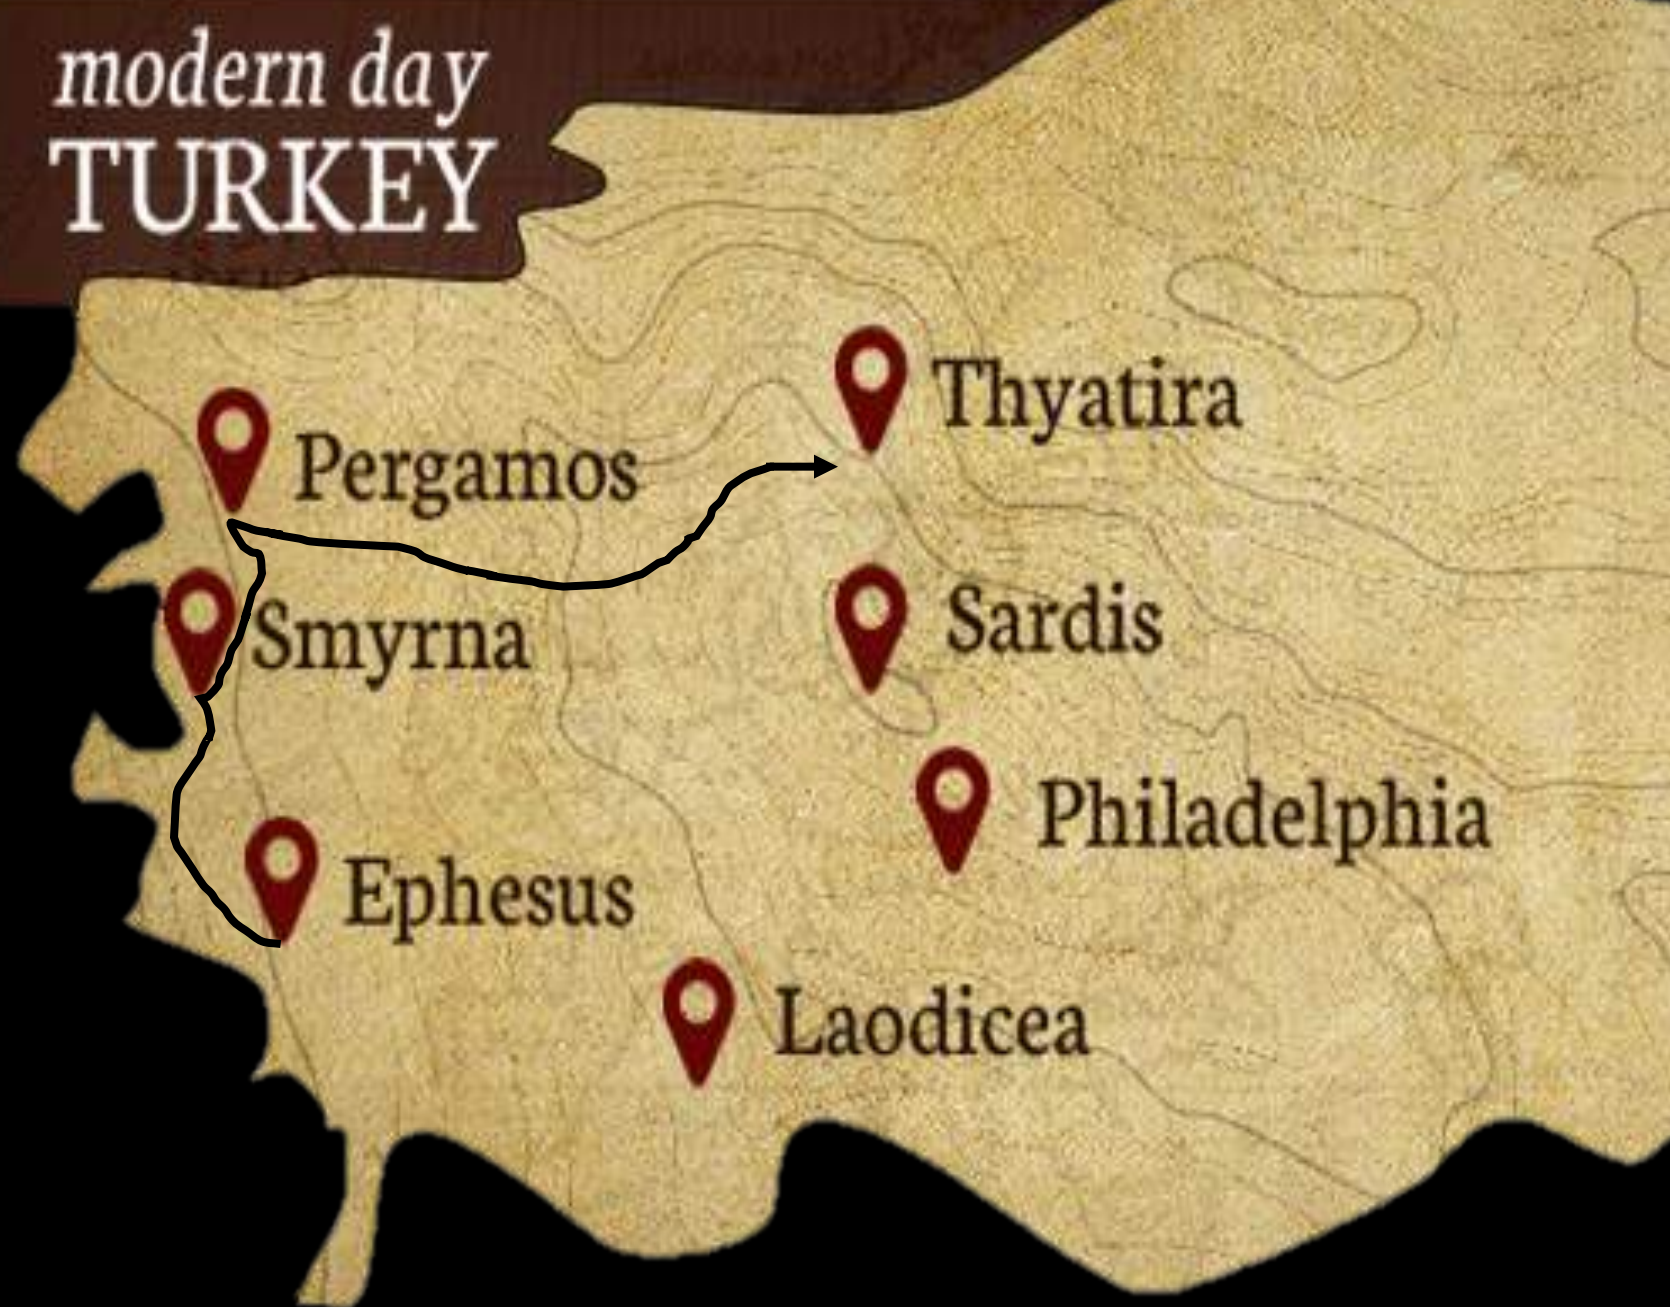 modern day
TURKEY
Thyatira
Pergamos
Sardis
Smyrna
Philadelphia
Ephesus
Laodicea